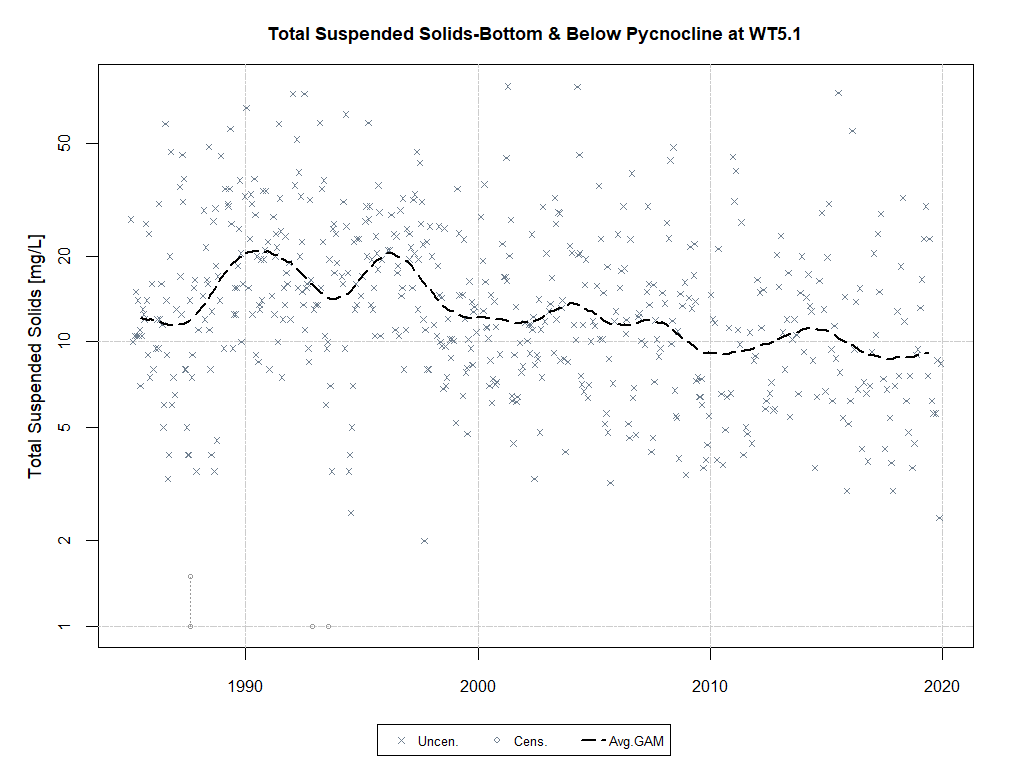 Total Suspended Solids-Bottom & Below Pycnocline at WT5.1
Total Suspended Solids [mg/L]
50
20
10
5
2
1
1990 2000 2010 2020
Uncen. Cens. Avg.GAM